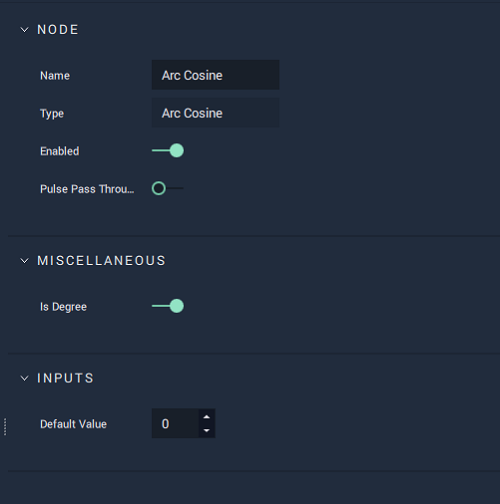 NODE
Name Arc Cosine
Type Arc Cosine
Enabled
Pulse Pass Throu...
MISCELLANEOUS
Is Degree
INPUTS
Default Value 0